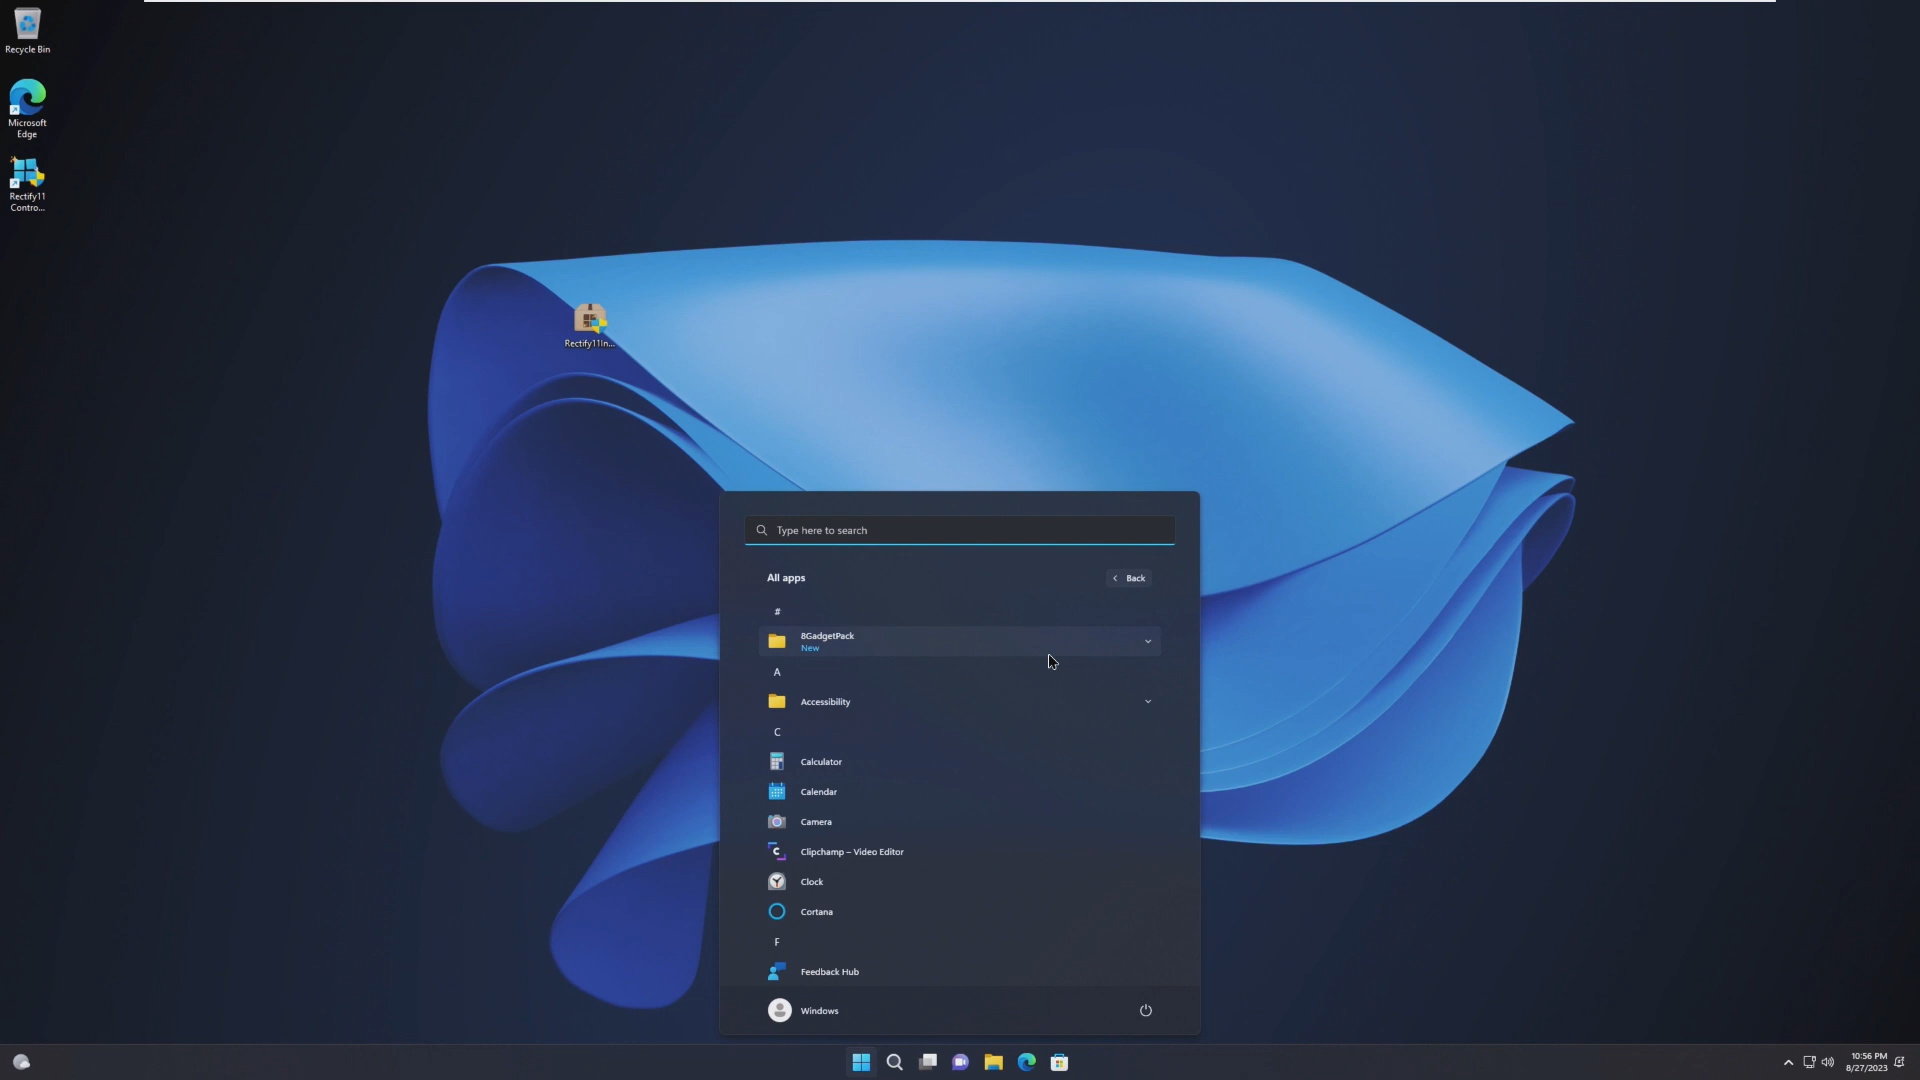 Recycle Bin
Microsoft
Edge
Rectify11
Contro...
Rectify11In...
Type here to search
All apps
Back
#
8GadgetPack
New
A
Accessibility
C
Calculator
Calendar
Camera
Clipchamp – Video Editor
Clock
Cortana
F
Feedback Hub
Windows
10:56 PM
8/27/2023